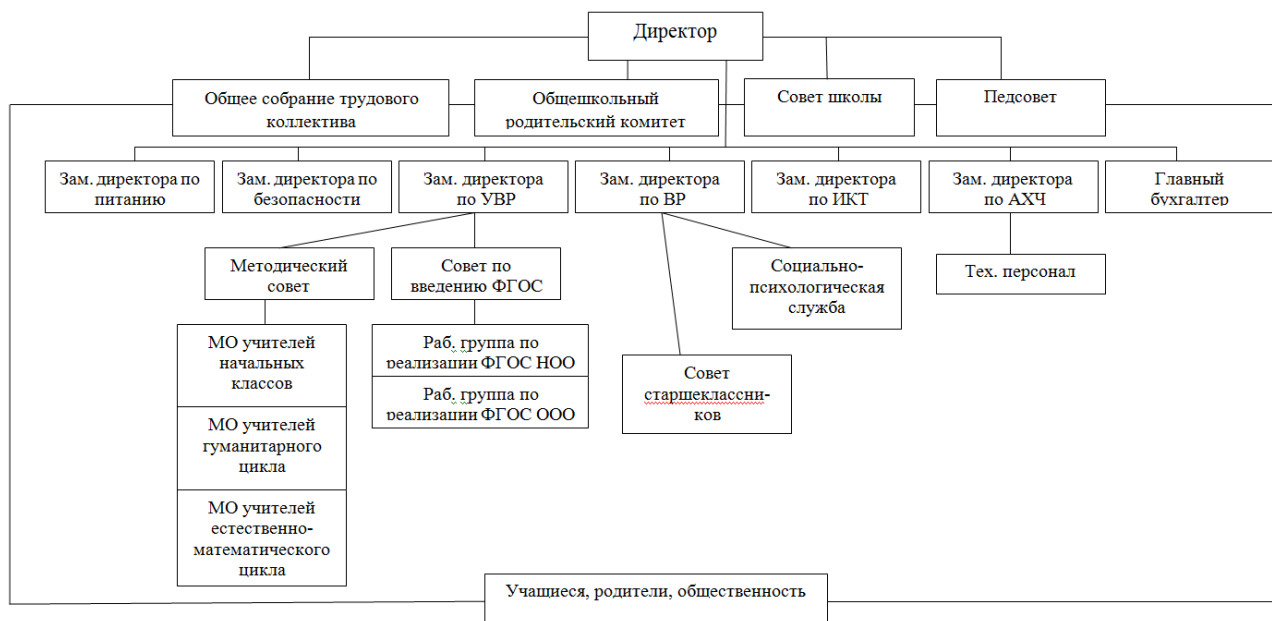 Директор
Общее собрание трудового
коллектива
Общешкольный
родительский комитет
Совет школы
Педсовет
Зам. директора по
питанию
Зам. директора по
безопасности
Зам. директора
по УВР
Зам. директора
по ВР
Зам. директора
по ИКТ
Зам. директора
по АХЧ
Главный
бухгалтер
Методический
совет
Совет по
введению ФГОС
Социально-
психологическая
служба
Тех. персонал
МО учителей
начальных
классов
МО учителей
гуманитарного
цикла
МО учителей
естественно-
математического
цикла
Раб. группа по
реализации ФГОС НОО
Раб. группа по
реализации ФГОС ООО
Совет
старшеклассни-
ков
Учащиеся, родители, общественность